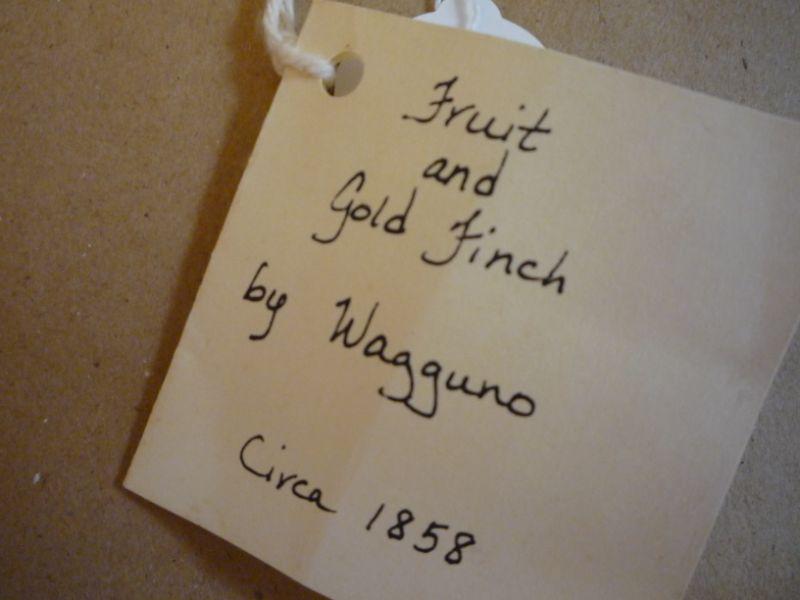 Fruit
and
Gold Finch
by Wagguno
Circa 1858